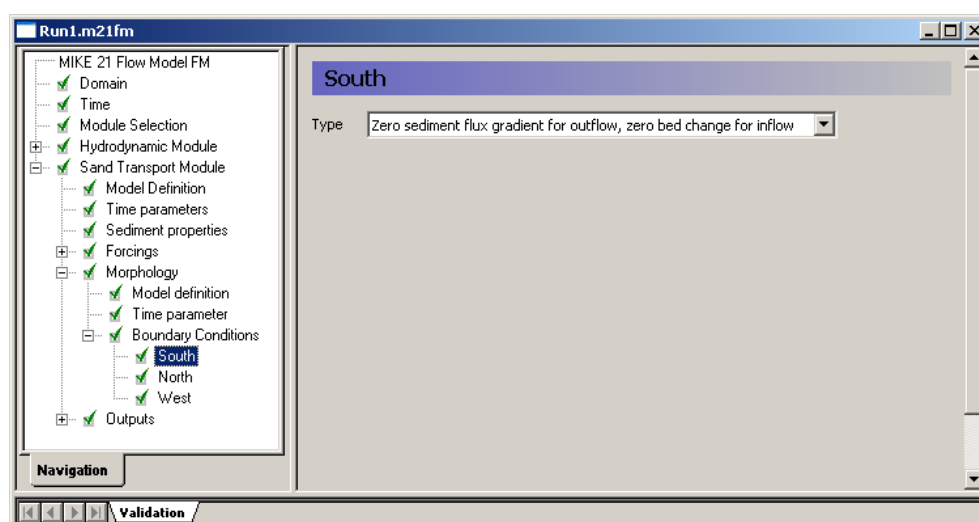 Run1.m21fm
MIKE 21 Flow Model FM
Domain
Time
Module Selection
Hydrodynamic Module
Sand Transport Module
Model Definition
Time parameters
Sediment properties
Forcings
Morphology
Model definition
Time parameter
Boundary Conditions
South
North
West
Outputs
Navigation
South
Type Zero sediment flux gradient for outflow, zero bed change for inflow
Validation